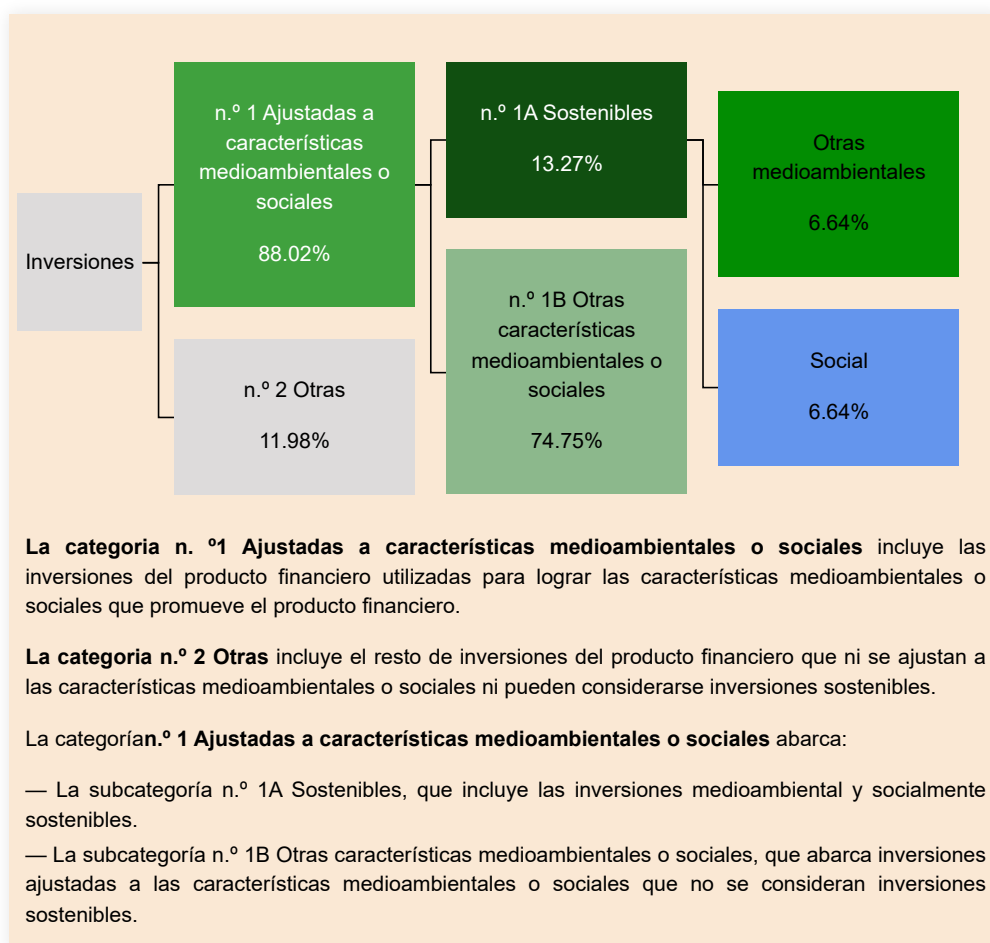 Inversiones
n.º 1 Ajustadas a
características
medioambientales o
sociales
88.02%
n.º 2 Otras
11.98%
n.º 1A Sostenibles
13.27%
n.º 1B Otras
características
medioambientales o
sociales
74.75%
Otras
medioambientales
6.64%
Social
6.64%
La categoria n. º1 Ajustadas a características medioambientales o sociales incluye las
inversiones del producto financiero utilizadas para lograr las características medioambientales o
sociales que promueve el producto financiero.
La categoria n.º 2 Otras incluye el resto de inversiones del producto financiero que ni se ajustan a
las características medioambientales o sociales ni pueden considerarse inversiones sostenibles.
La categorían.º 1 Ajustadas a características medioambientales o sociales abarca:
— La subcategoría n.º 1A Sostenibles, que incluye las inversiones medioambiental y socialmente
sostenibles.
— La subcategoría n.º 1B Otras características medioambientales o sociales, que abarca inversiones
ajustadas a las características medioambientales o sociales que no se consideran inversiones
sostenibles.